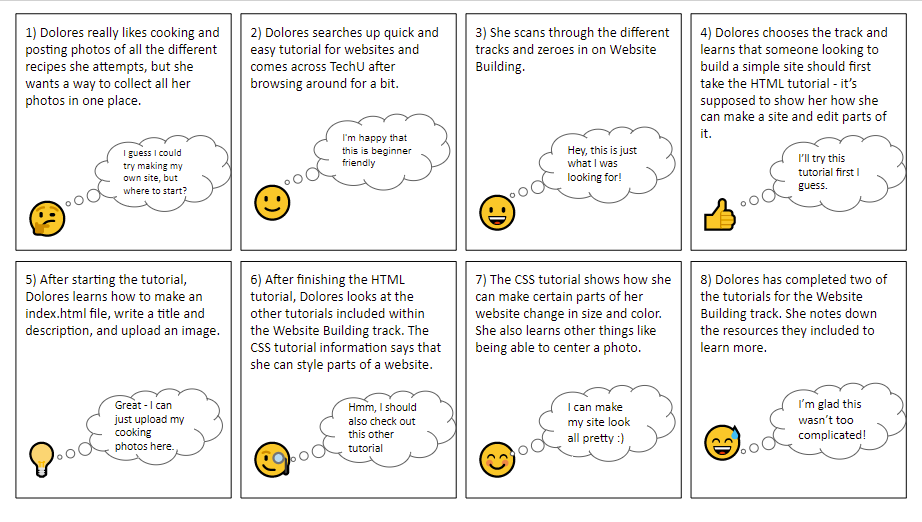 1) Dolores really likes cooking and
posting photos of all the different
recipes she attempts, but she
wants a way to collect all her
photos in one place.
I guess I could
try making my
own site, but
where to start?
2) Dolores searches up quick and
easy tutorial for websites and
comes across TechU after
browsing around for a bit.
I'm happy that
this is beginner
friendly
3) She scans through the different
tracks and zeroes in on Website
Building.
Hey, this is just
what I was
looking for!
4) Dolores chooses the track and
learns that someone looking to
build a simple site should first
take the HTML tutorial - it's
supposed to show her how she
can make a site and edit parts of
it.
I'll try this
tutorial first I
guess.
5) After starting the tutorial,
Dolores learns how to make an
index.html file, write a title and
description, and upload an image.
Great - I can
just upload my
cooking
photos here.
6) After finishing the HTML
tutorial, Dolores looks at the
other tutorials included within
the Website Building track. The
CSS tutorial information says that
she can style parts of a website.
Hmm, I should
also check out
this other
tutorial
7) The CSS tutorial shows how she
can make certain parts of her
website change in size and color.
She also learns other things like
being able to center a photo.
I can make
my site look
all pretty :)
8) Dolores has completed two of
the tutorials for the Website
Building track. She notes down
the resources they included to
learn more.
I'm glad this
wasn't too
complicated!